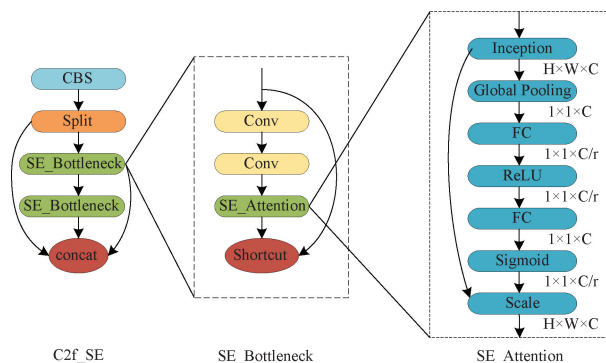 CBS
Split
SE_Bottleneck
SE_Bottleneck
concat
C2f_SE
Conv
Conv
SE_Attention
Shortcut
SE_Bottleneck
Inception
H×W×C
Global Pooling
1×1×C
FC
1×1×C/r
ReLU
1×1×C/r
FC
1×1×C
Sigmoid
1×1×C/r
Scale
H×W×C
SE_Attention